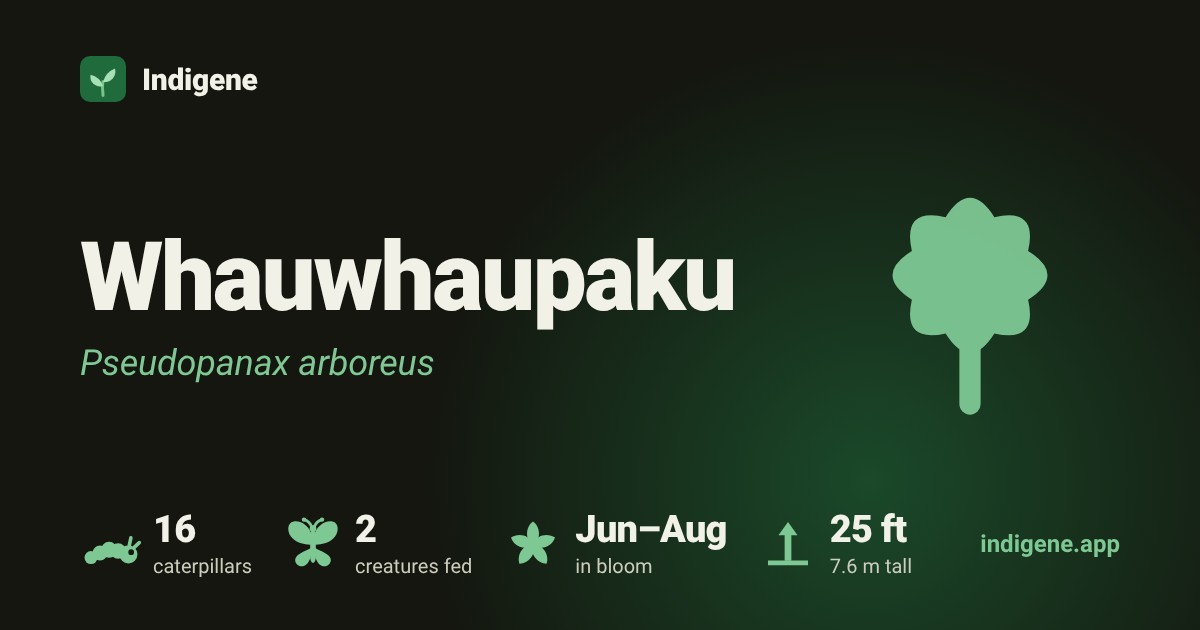 Indigene
Whauwhaupaku
Pseudopanax arboreus
16
caterpillars
2
creatures fed
Jun–Aug
in bloom
25 ft
7.6 m tall
indigene.app